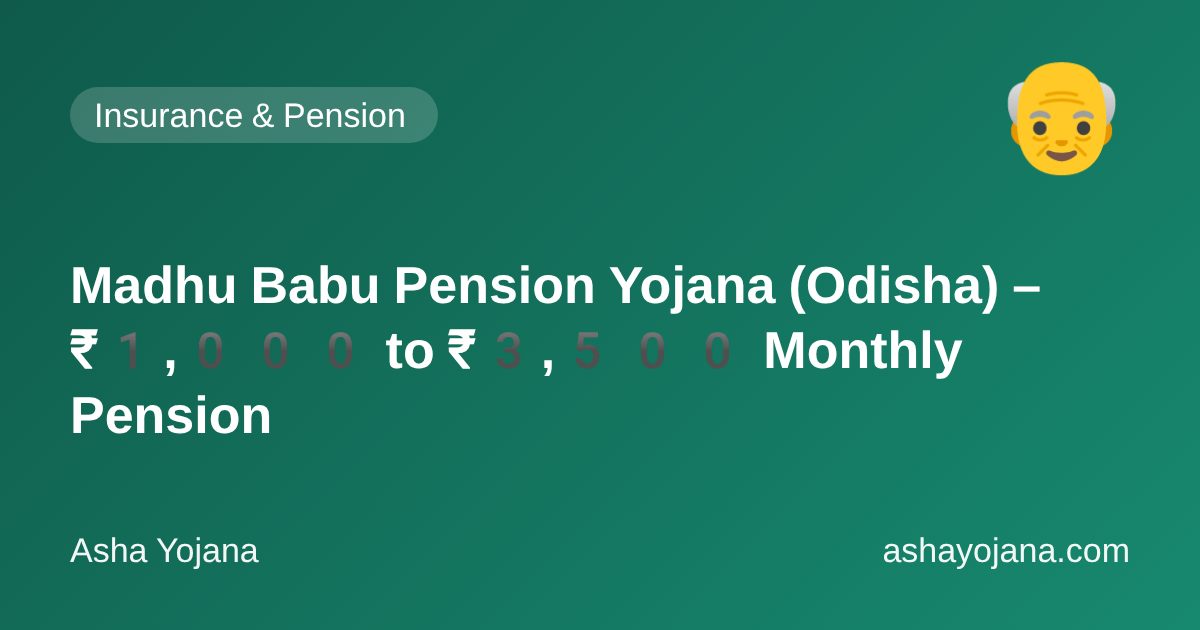 Insurance & Pension
Madhu Babu Pension Yojana (Odisha) –
₹1,000 to ₹3,500 Monthly
Pension
Asha Yojana
ashayojana.com